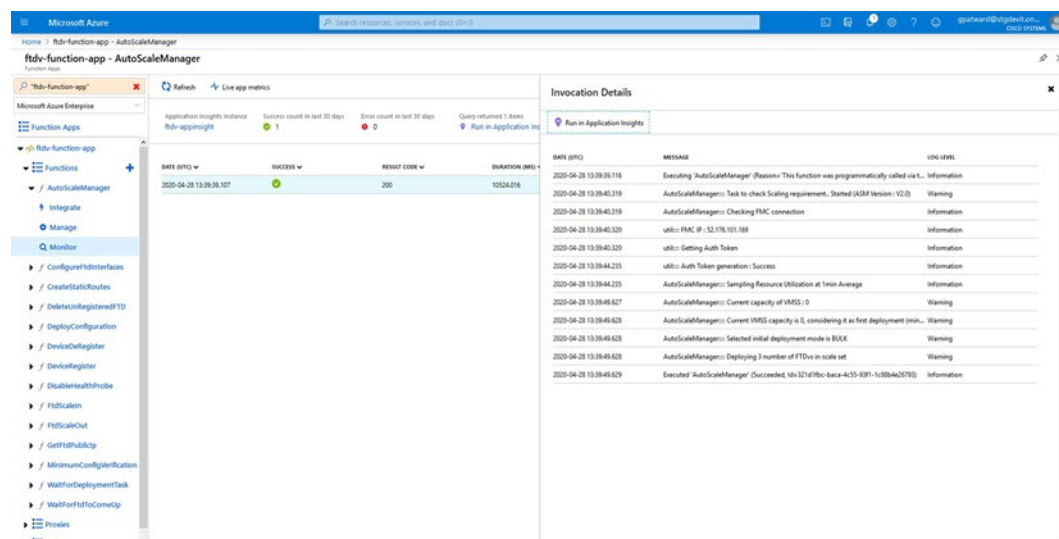 Microsoft Azure
Search resources, services, and docs (G+/)
gpatward@stgdevit.on...
CISCO SYSTEMS
Home > ftdv-function-app - AutoScaleManager
ftdv-function-app - AutoScaleManager
Function Apps
"ftdv-function-app"
Microsoft Azure Enterprise
Function Apps
ftdv-function-app
Functions
AutoScaleManager
Integrate
Manage
Monitor
ConfigureFtdInterfaces
CreateStaticRoutes
DeleteUnRegisteredFTD
DeployConfiguration
DeviceDeRegister
DeviceRegister
DisableHealthProbe
FtdScaleIn
FtdScaleOut
GetFtdPublicIp
MinimumConfigVerification
WaitForDeploymentTask
WaitForFtdToComeUp
Proxies
Refresh Live app metrics
Application Insights Instance Success count in last 30 days Error count in last 30 days Query returned 1 items
ftdv-appinsight 1 0 Run in Application Ins
DATE (UTC) SUCCESS RESULT CODE DURATION (MS)
2020-04-28 13:39:39.107 200 10524.016
Invocation Details
Run in Application Insights
DATE (UTC) MESSAGE LOG LEVEL
2020-04-28 13:39:39.116 Executing 'AutoScaleManager' (Reason='This function was programmatically called via t... Information
2020-04-28 13:39:40.319 AutoScaleManager::: Task to check Scaling requirement.. Started (ASM Version : V2.0) Warning
2020-04-28 13:39:40.319 AutoScaleManager::: Checking FMC connection Information
2020-04-28 13:39:40.320 util::: FMC IP : 52.176.101.169 Information
2020-04-28 13:39:40.320 util::: Getting Auth Token Information
2020-04-28 13:39:44.235 util::: Auth Token generation : Success Information
2020-04-28 13:39:44.235 AutoScaleManager::: Sampling Resource Utilization at 1min Average Information
2020-04-28 13:39:49.627 AutoScaleManager::: Current capacity of VMSS : 0 Warning
2020-04-28 13:39:49.628 AutoScaleManager::: Current VMSS capacity is 0, considering it as first deployment (min... Warning
2020-04-28 13:39:49.628 AutoScaleManager::: Selected initial deployment mode is BULK Warning
2020-04-28 13:39:49.628 AutoScaleManager::: Deploying 3 number of FTDvs in scale set Warning
2020-04-28 13:39:49.629 Executed 'AutoScaleManager' (Succeeded, Id=321d1fbc-baca-4c55-93f1-1c88b4e26793) Information